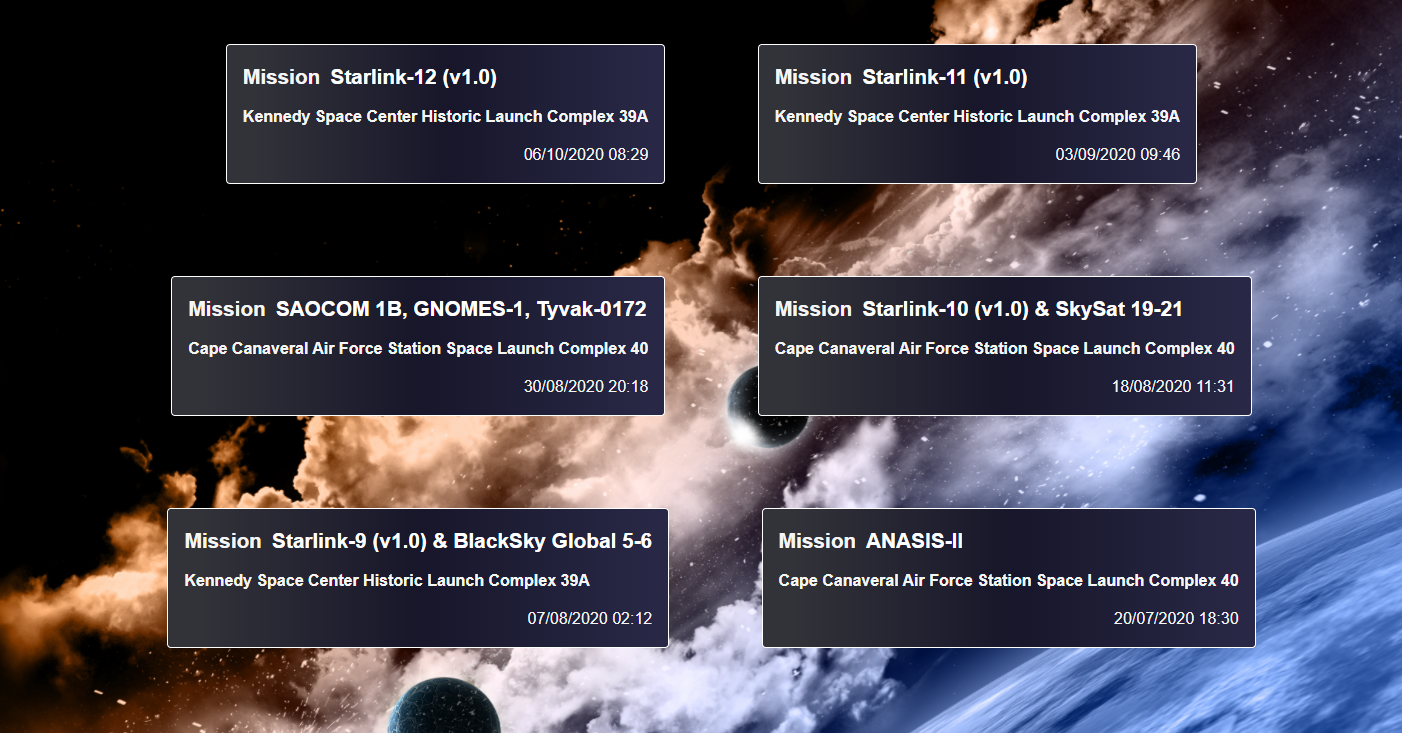 Mission Starlink-12 (v1.0)
Kennedy Space Center Historic Launch Complex 39A
06/10/2020 08:29
Mission Starlink-11 (v1.0)
Kennedy Space Center Historic Launch Complex 39A
03/09/2020 09:46
Mission SAOCOM 1B, GNOMES-1, Tyvak-0172
Cape Canaveral Air Force Station Space Launch Complex 40
30/08/2020 20:18
Mission Starlink-10 (v1.0) & SkySat 19-21
Cape Canaveral Air Force Station Space Launch Complex 40
18/08/2020 11:31
Mission Starlink-9 (v1.0) & BlackSky Global 5-6
Kennedy Space Center Historic Launch Complex 39A
07/08/2020 02:12
Mission ANASIS-II
Cape Canaveral Air Force Station Space Launch Complex 40
20/07/2020 18:30